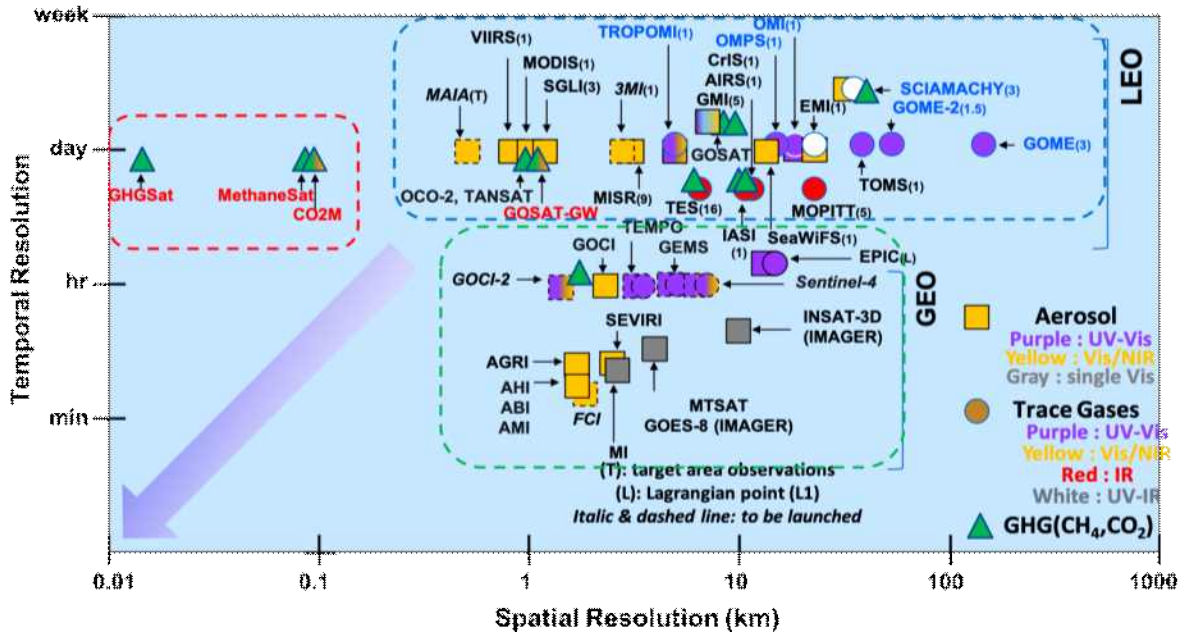 week
day
hr
min
Temporal Resolution
0.01
0.1
1
10
100
1000
Spatial Resolution (km)
LEO
GEO
VIIRS(1)
MODIS(1)
SGLI(3)
MAIA(T)
3MI(1)
TROPOMI(1)
OMI(1)
OMPS(1)
CrIS(1)
AIRS(1)
GMI(5)
EMI(1)
SCIAMACHY(3)
GOME-2(1.5)
GOME(3)
GOSAT
TOMS(1)
GHGSat
MethaneSat
CO2M
OCO-2, TANSAT
GOSAT-GW
MISR(9)
TES(16)
MOPITT(5)
IASI
(1)
SeaWiFS(1)
EPIC(L)
TEMPO
GOCI
GEMS
GOCI-2
Sentinel-4
SEVIRI
INSAT-3D
(IMAGER)
AGRI
AHI
ABI
AMI
FCI
MTSAT
GOES-8 (IMAGER)
MI
(T): target area observations
(L): Lagrangian point (L1)
Italic & dashed line: to be launched
Aerosol
Purple : UV-Vis
Yellow : Vis/NIR
Gray : single Vis
Trace Gases
Purple : UV-Vis
Yellow : Vis/NIR
Red : IR
White : UV-IR
GHG(CH₄,CO₂)